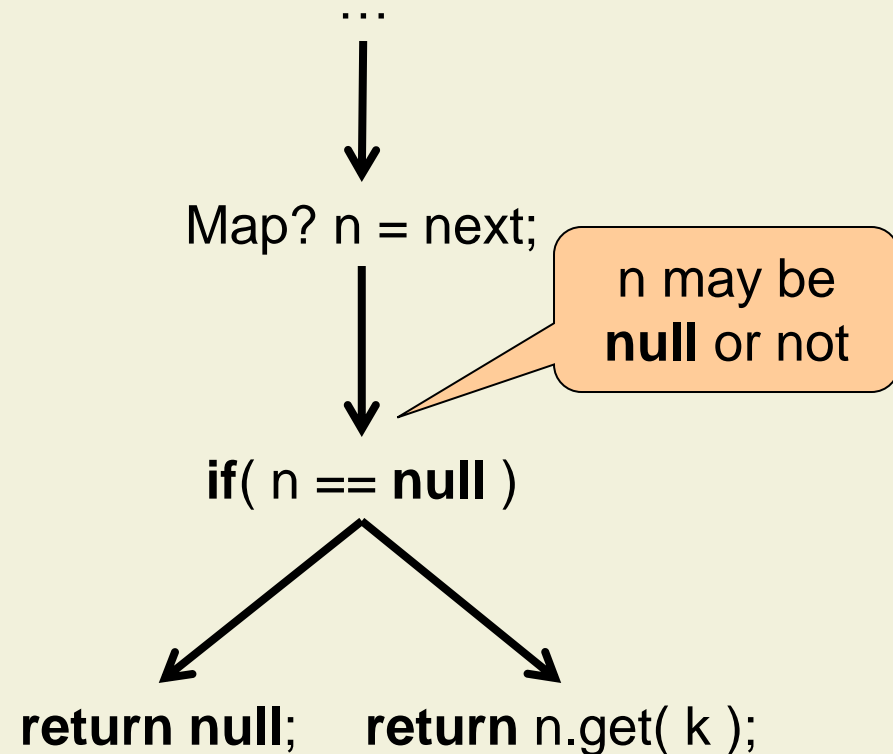 …
Map? n = next;
n may be
null or not
if( n == null )
return null;
return n.get( k );